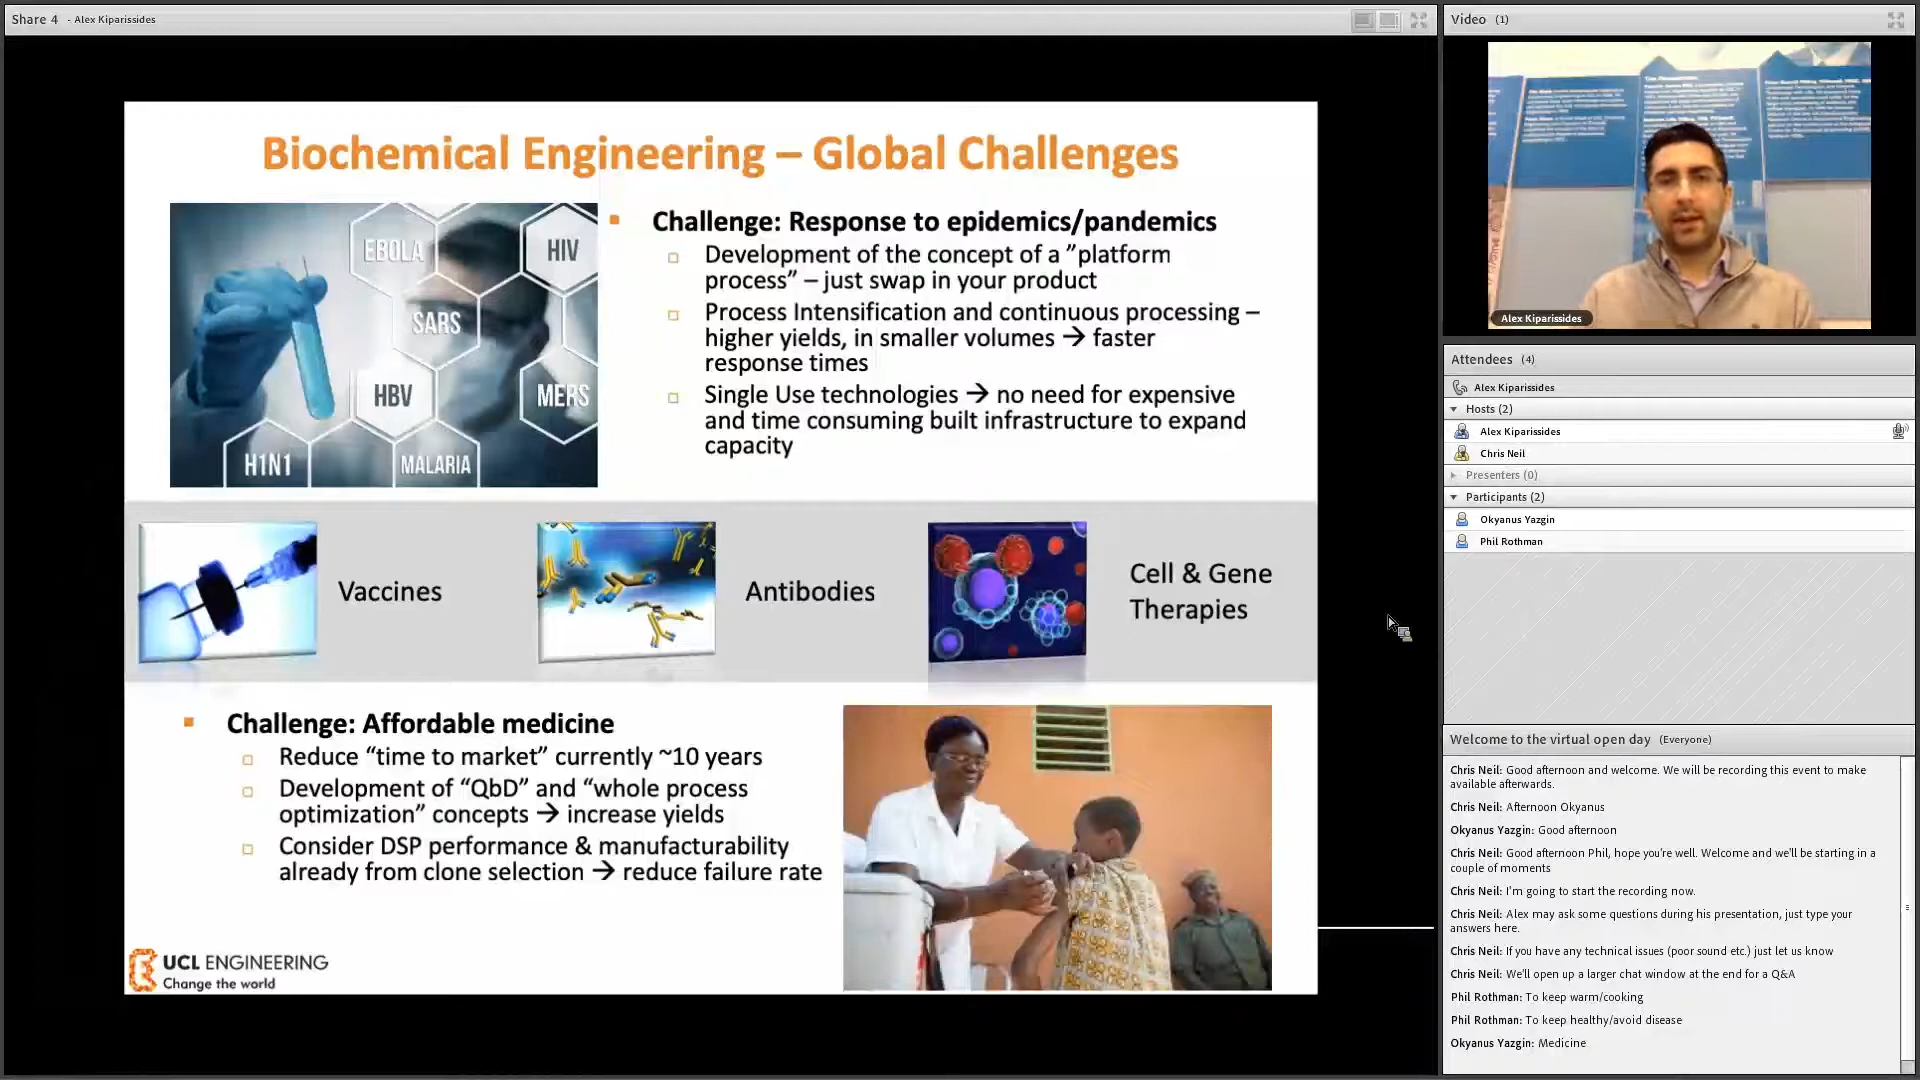 Share 4 - Alex Kiparissides
Biochemical Engineering – Global Challenges
EBOLA
HIV
SARS
HBV
MERS
H1N1
MALARIA
Challenge: Response to epidemics/pandemics
Development of the concept of a ”platform
process” – just swap in your product
Process Intensification and continuous processing –
higher yields, in smaller volumes → faster
response times
Single Use technologies → no need for expensive
and time consuming built infrastructure to expand
capacity
Vaccines
Antibodies
Cell & Gene
Therapies
Challenge: Affordable medicine
Reduce “time to market” currently ~10 years
Development of “QbD” and “whole process
optimization” concepts → increase yields
Consider DSP performance & manufacturability
already from clone selection → reduce failure rate
UCL ENGINEERING
Change the world
Video (1)
Alex Kiparissides
Attendees (4)
Alex Kiparissides
Hosts (2)
Alex Kiparissides
Chris Neil
Presenters (0)
Participants (2)
Okyanus Yazgin
Phil Rothman
Welcome to the virtual open day (Everyone)
Chris Neil: Good afternoon and welcome. We will be recording this event to make
available afterwards.
Chris Neil: Afternoon Okyanus
Okyanus Yazgin: Good afternoon
Chris Neil: Good afternoon Phil, hope you're well. Welcome and we'll be starting in a
couple of moments
Chris Neil: I'm going to start the recording now.
Chris Neil: Alex may ask some questions during his presentation, just type your
answers here.
Chris Neil: If you have any technical issues (poor sound etc.) just let us know
Chris Neil: We'll open up a larger chat window at the end for a Q&A
Phil Rothman: To keep warm/cooking
Phil Rothman: To keep healthy/avoid disease
Okyanus Yazgin: Medicine